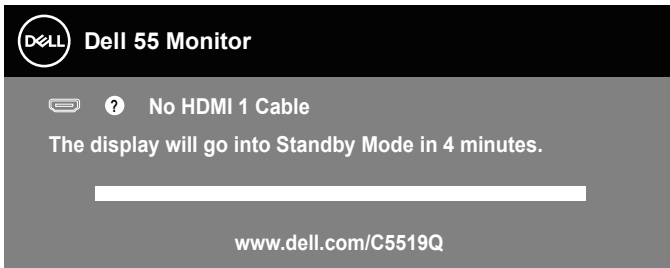 DELL Dell 55 Monitor
? No HDMI 1 Cable
The display will go into Standby Mode in 4 minutes.
www.dell.com/C5519Q